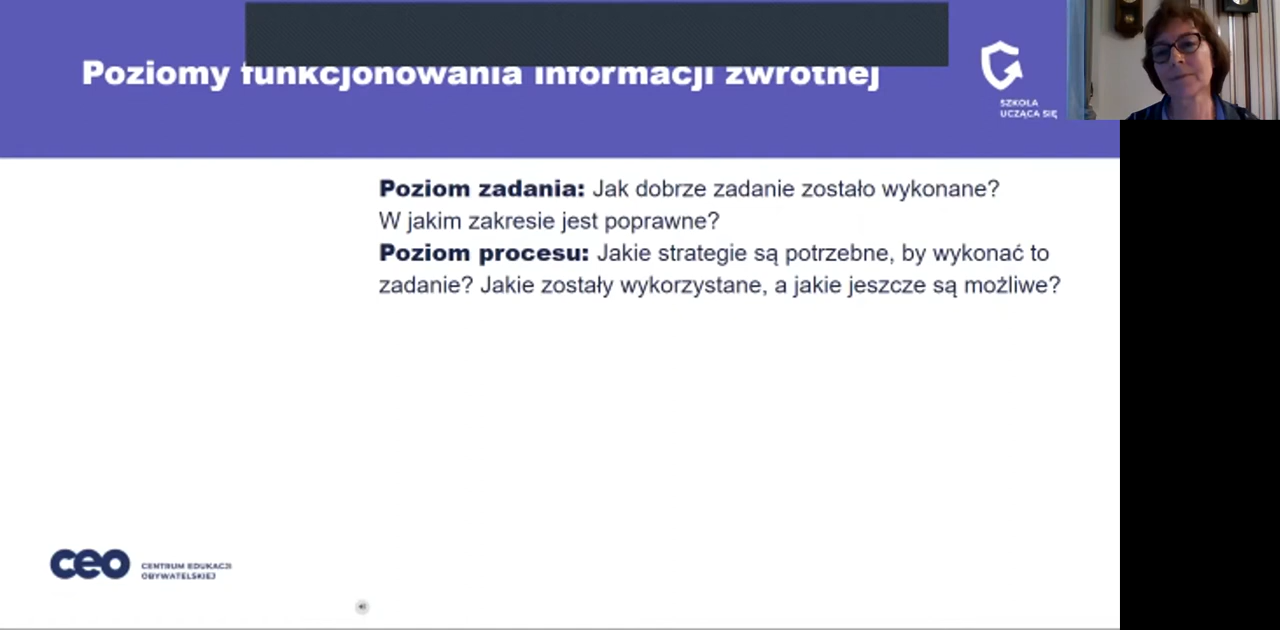 Poziomy funkcjonowania informacji zwrotnej
SZKOŁA
UCZĄCA SIĘ
Poziom zadania: Jak dobrze zadanie zostało wykonane?
W jakim zakresie jest poprawne?
Poziom procesu: Jakie strategie są potrzebne, by wykonać to
zadanie? Jakie zostały wykorzystane, a jakie jeszcze są możliwe?
ceo
CENTRUM EDUKACJI
OBYWATELSKIEJ